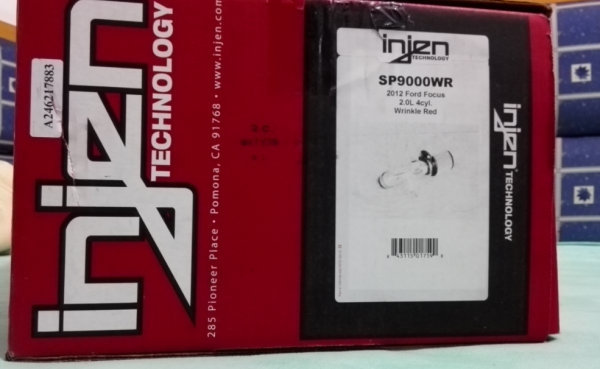 A246217883
injen
TECHNOLOGY
285 Pioneer Place • Pomona, CA 91768 • www.injen.com
injen
TECHNOLOGY
SP9000WR
2012 Ford Focus
2.0L 4cyl.
Wrinkle Red
injen
TECHNOLOGY